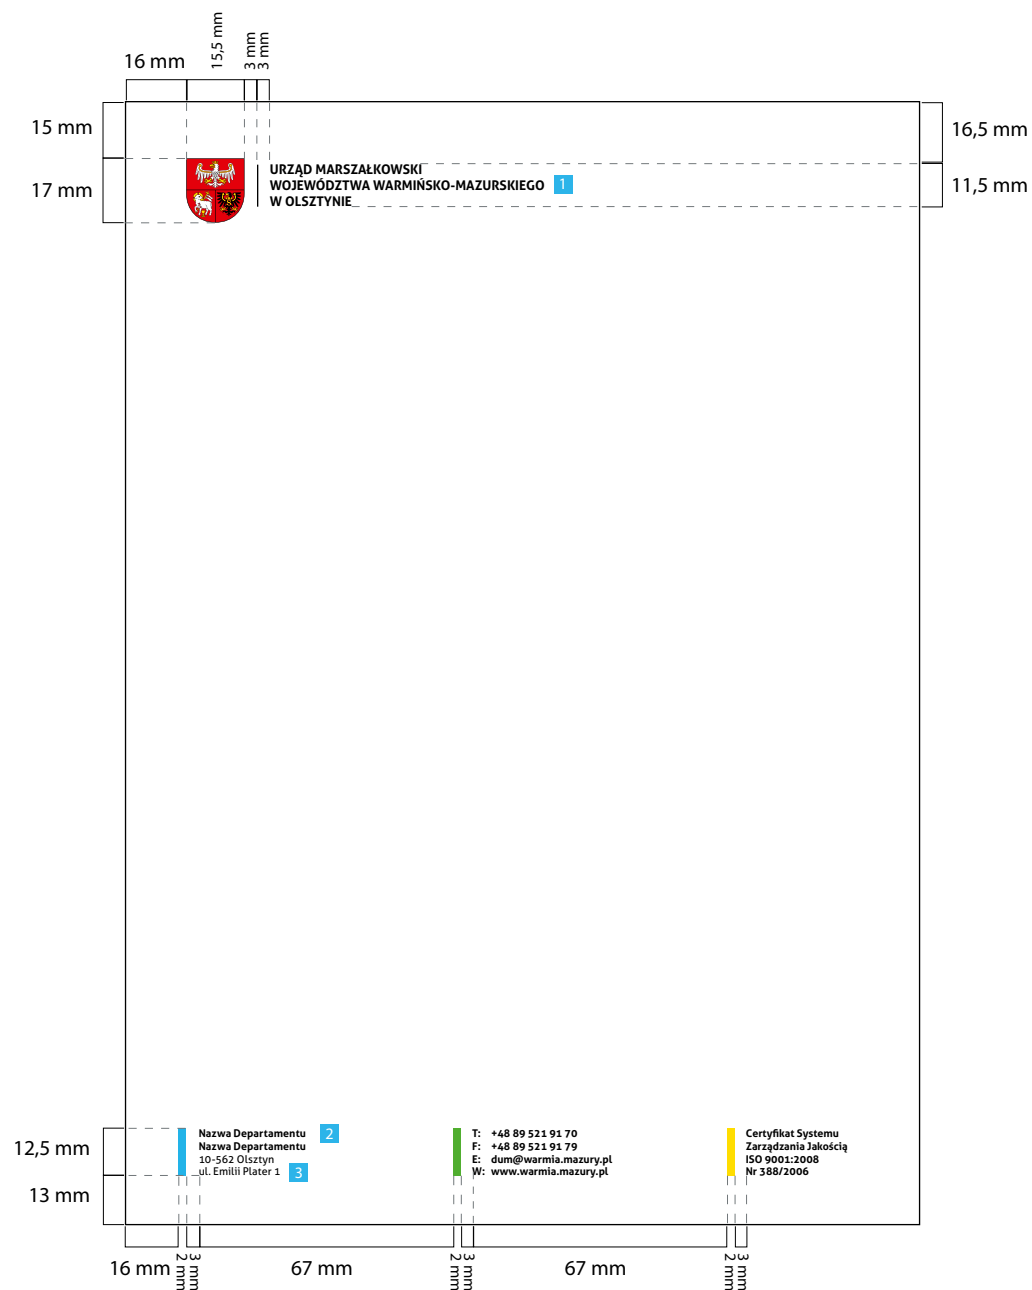 16 mm
15,5 mm
3 mm
3 mm
15 mm
16,5 mm
17 mm
11,5 mm
URZĄD MARSZAŁKOWSKI
WOJEWÓDZTWA WARMIŃSKO-MAZURSKIEGO 1
W OLSZTYNIE
12,5 mm
13 mm
Nazwa Departamentu 2
Nazwa Departamentu
10-562 Olsztyn
ul. Emilii Plater 1 3
T: +48 89 521 91 70
F: +48 89 521 91 79
E: dum@warmia.mazury.pl
W: www.warmia.mazury.pl
Certyfikat Systemu
Zarządzania Jakością
ISO 9001:2008
Nr 388/2006
16 mm
2 mm
3 mm
67 mm
2 mm
3 mm
67 mm
2 mm
3 mm